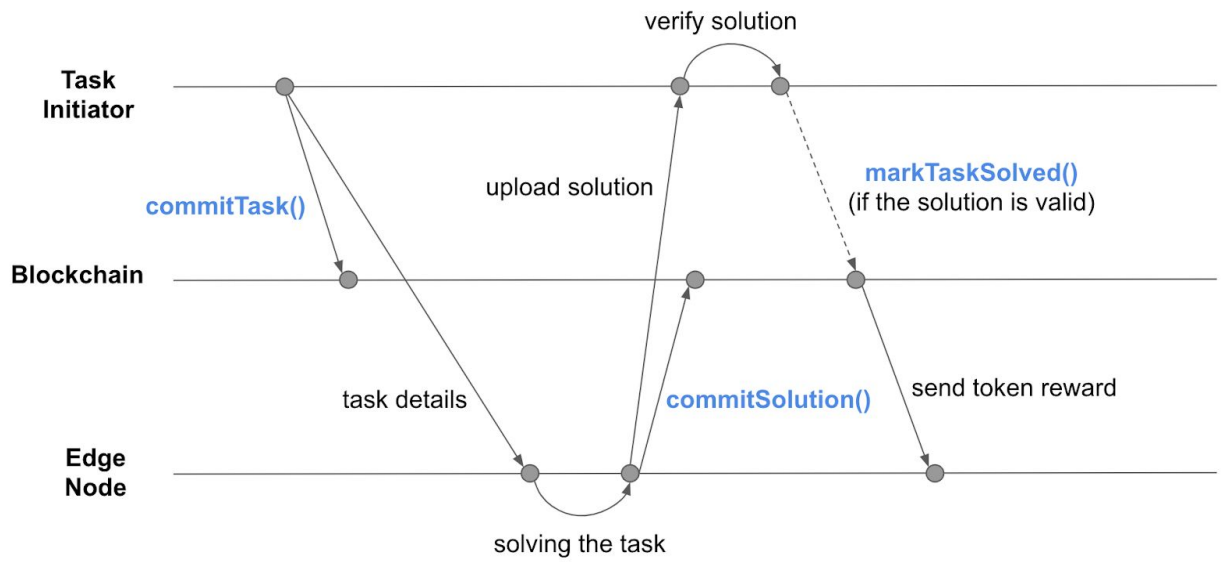 verify solution
Task
Initiator
upload solution
markTaskSolved()
(if the solution is valid)
commitTask()
Blockchain
task details
commitSolution()
send token reward
Edge
Node
solving the task